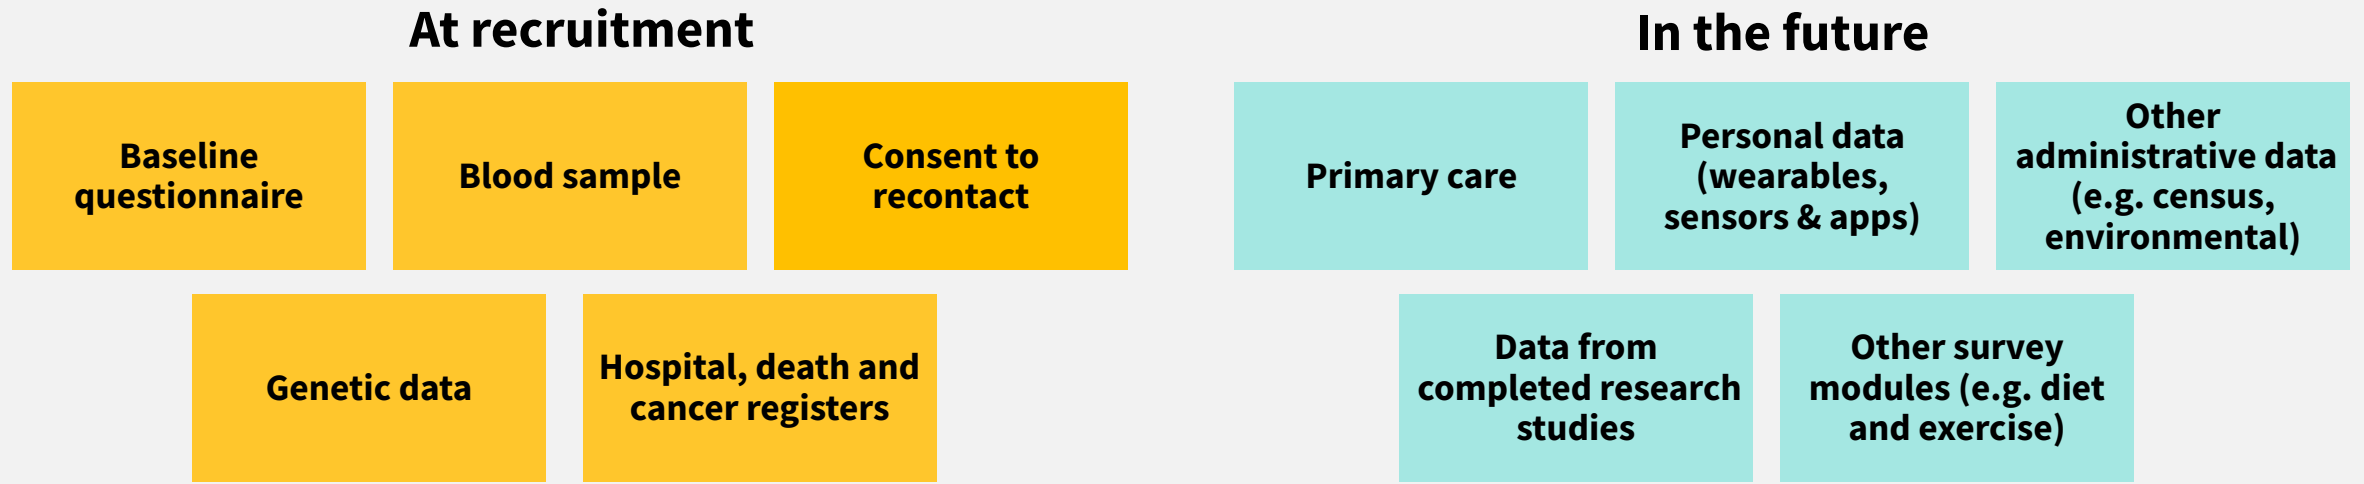 At recruitment
Baseline
questionnaire
Blood sample
Consent to
recontact
Genetic data
Hospital, death and
cancer registers
In the future
Primary care
Personal data
(wearables,
sensors & apps)
Other
administrative data
(e.g. census,
environmental)
Data from
completed research
studies
Other survey
modules (e.g. diet
and exercise)